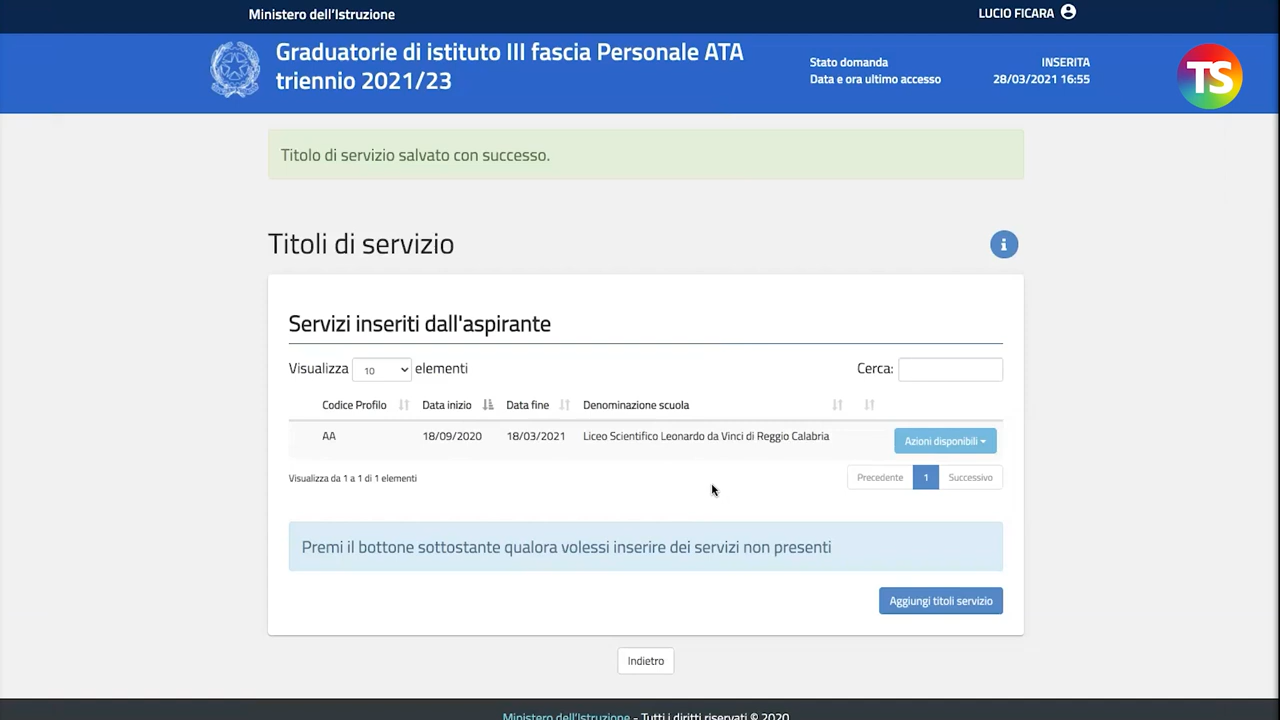 Ministero dell'Istruzione
LUCIO FICARA
Graduatorie di istituto III fascia Personale ATA
triennio 2021/23
Stato domanda INSERITA
Data e ora ultimo accesso 28/03/2021 16:55
TS
Titolo di servizio salvato con successo.
Titoli di servizio
Servizi inseriti dall'aspirante
Visualizza 10 elementi
Cerca:
Codice Profilo Data inizio Data fine Denominazione scuola
AA 18/09/2020 18/03/2021 Liceo Scientifico Leonardo da Vinci di Reggio Calabria Azioni disponibili
Visualizza da 1 a 1 di 1 elementi
Precedente 1 Successivo
Premi il bottone sottostante qualora volessi inserire dei servizi non presenti
Aggiungi titoli servizio
Indietro
Ministero dell'Istruzione - Tutti i diritti riservati © 2020